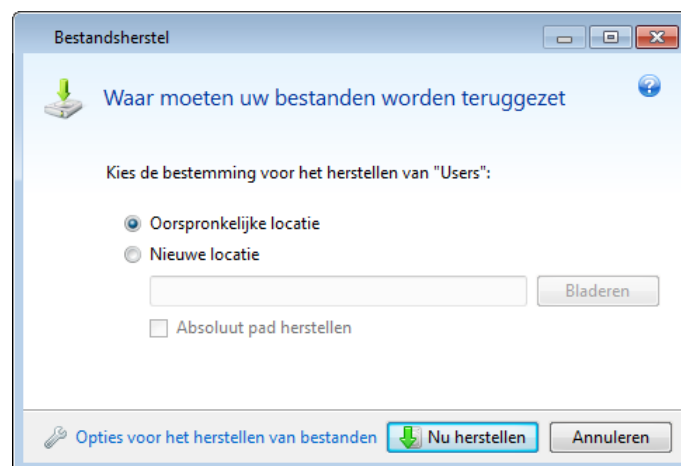 Bestandsherstel
Waar moeten uw bestanden worden teruggezet
Kies de bestemming voor het herstellen van "Users":
Oorspronkelijke locatie
Nieuwe locatie
Bladeren
Absoluut pad herstellen
Opties voor het herstellen van bestanden Nu herstellen Annuleren